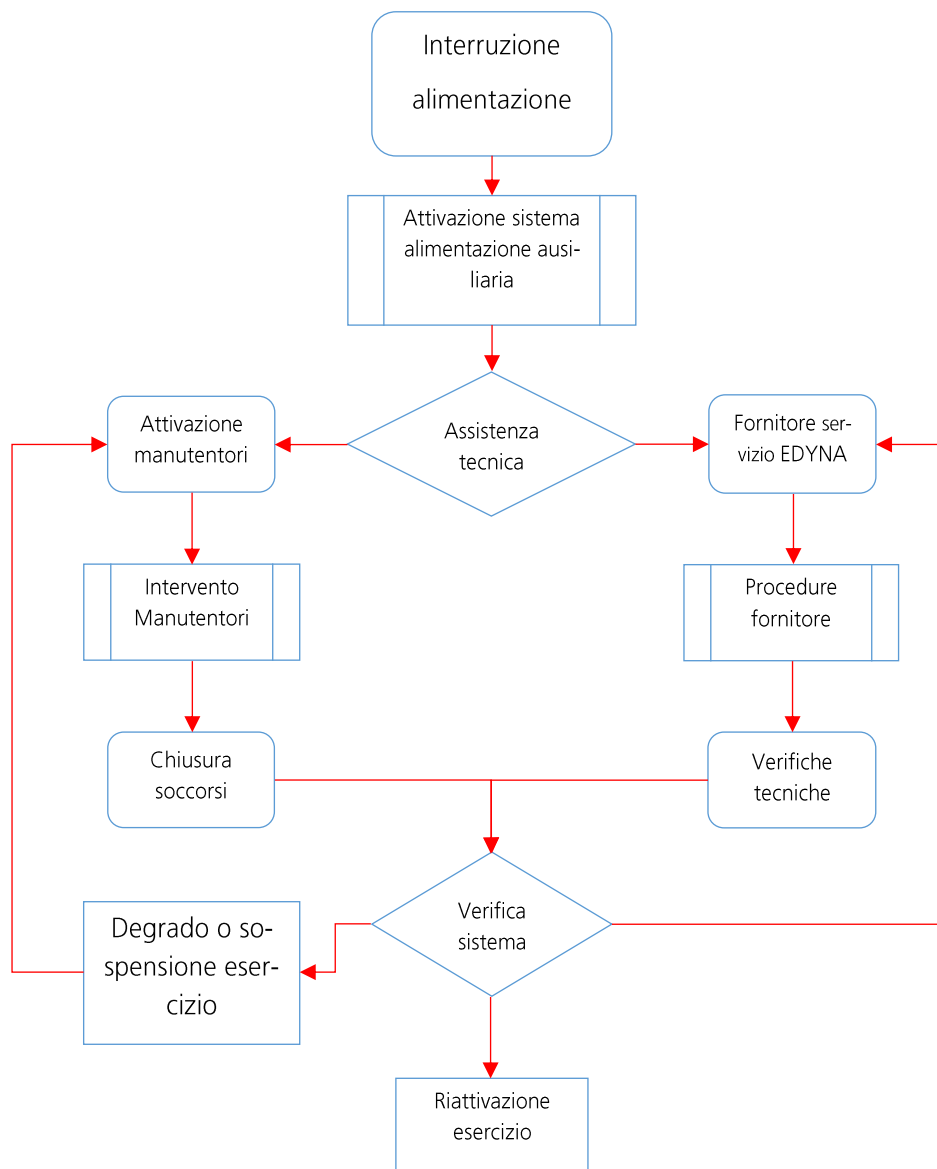 Interruzione
alimentazione
Attivazione sistema
alimentazione ausi-
liaria
Assistenza
tecnica
Attivazione
manutentori
Fornitore ser-
vizio EDYNA
Intervento
Manutentori
Procedure
fornitore
Chiusura
soccorsi
Verifiche
tecniche
Verifica
sistema
Degrado o so-
spensione eser-
cizio
Riattivazione
esercizio